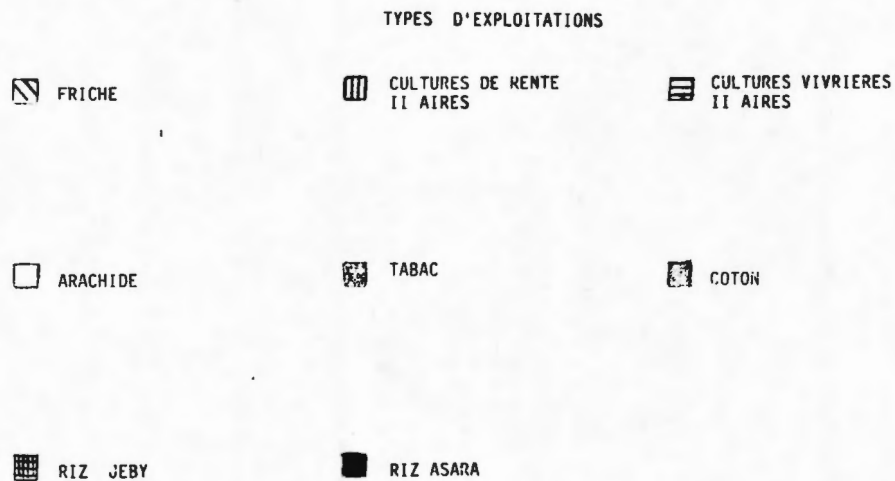 TYPES D'EXPLOITATIONS
FRICHE
CULTURES DE RENTE
II AIRES
CULTURES VIVRIERES
II AIRES
ARACHIDE
TABAC
COTON
RIZ JEBY
RIZ ASARA